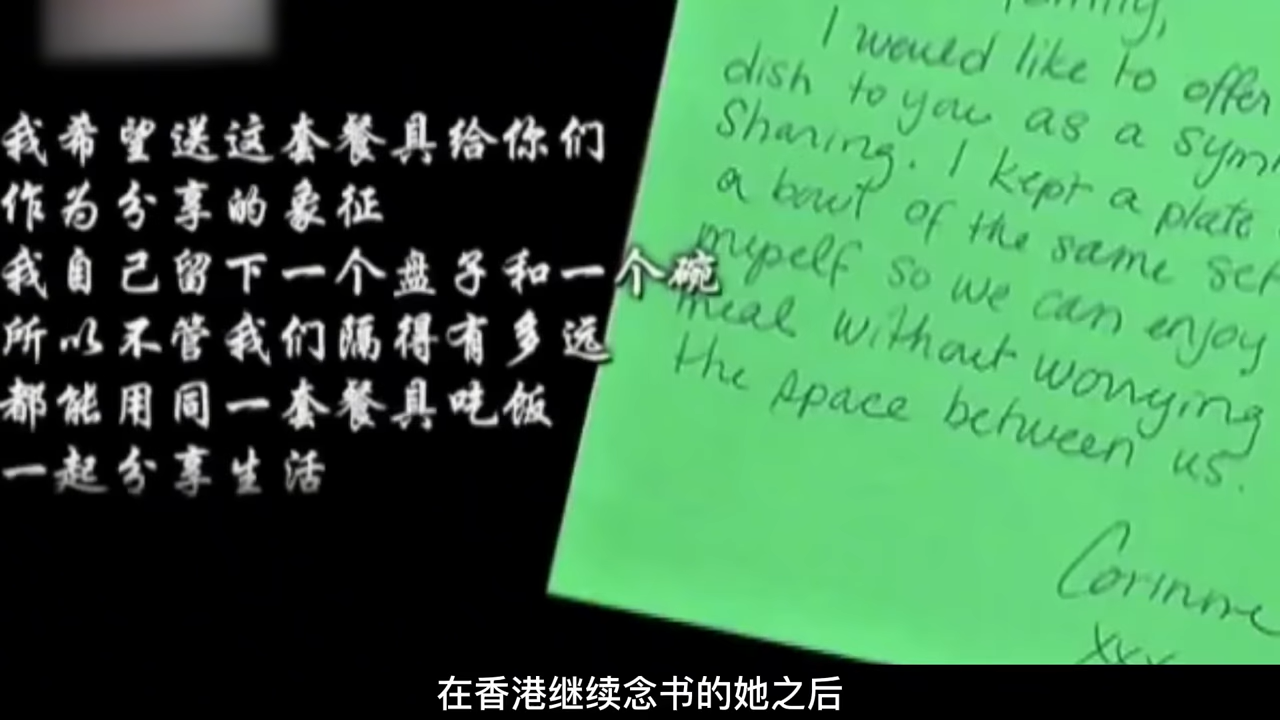 我希望送这套餐具给你们
作为分享的象征
我自己留下一个盘子和一个碗
所以不管我们隔得有多远
都能用同一套餐具吃饭
一起分享生活
I would like to offer
dish to you as a
Sharing. I kept a plate
a bowl of the same set
myself so we can enjoy
meal without worrying
the space between us.
Corinne
xxx
在香港继续念书的她之后